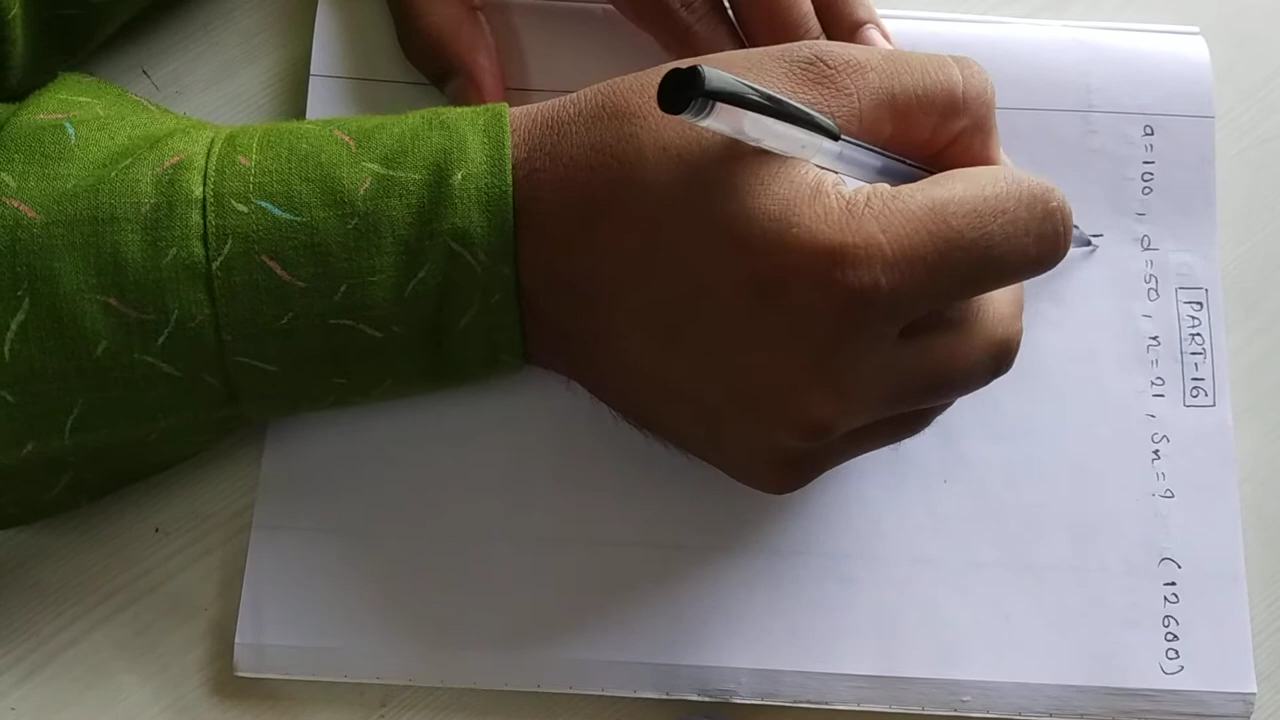 PART-16
a=100, d=50, n=21, Sn=? (12600)